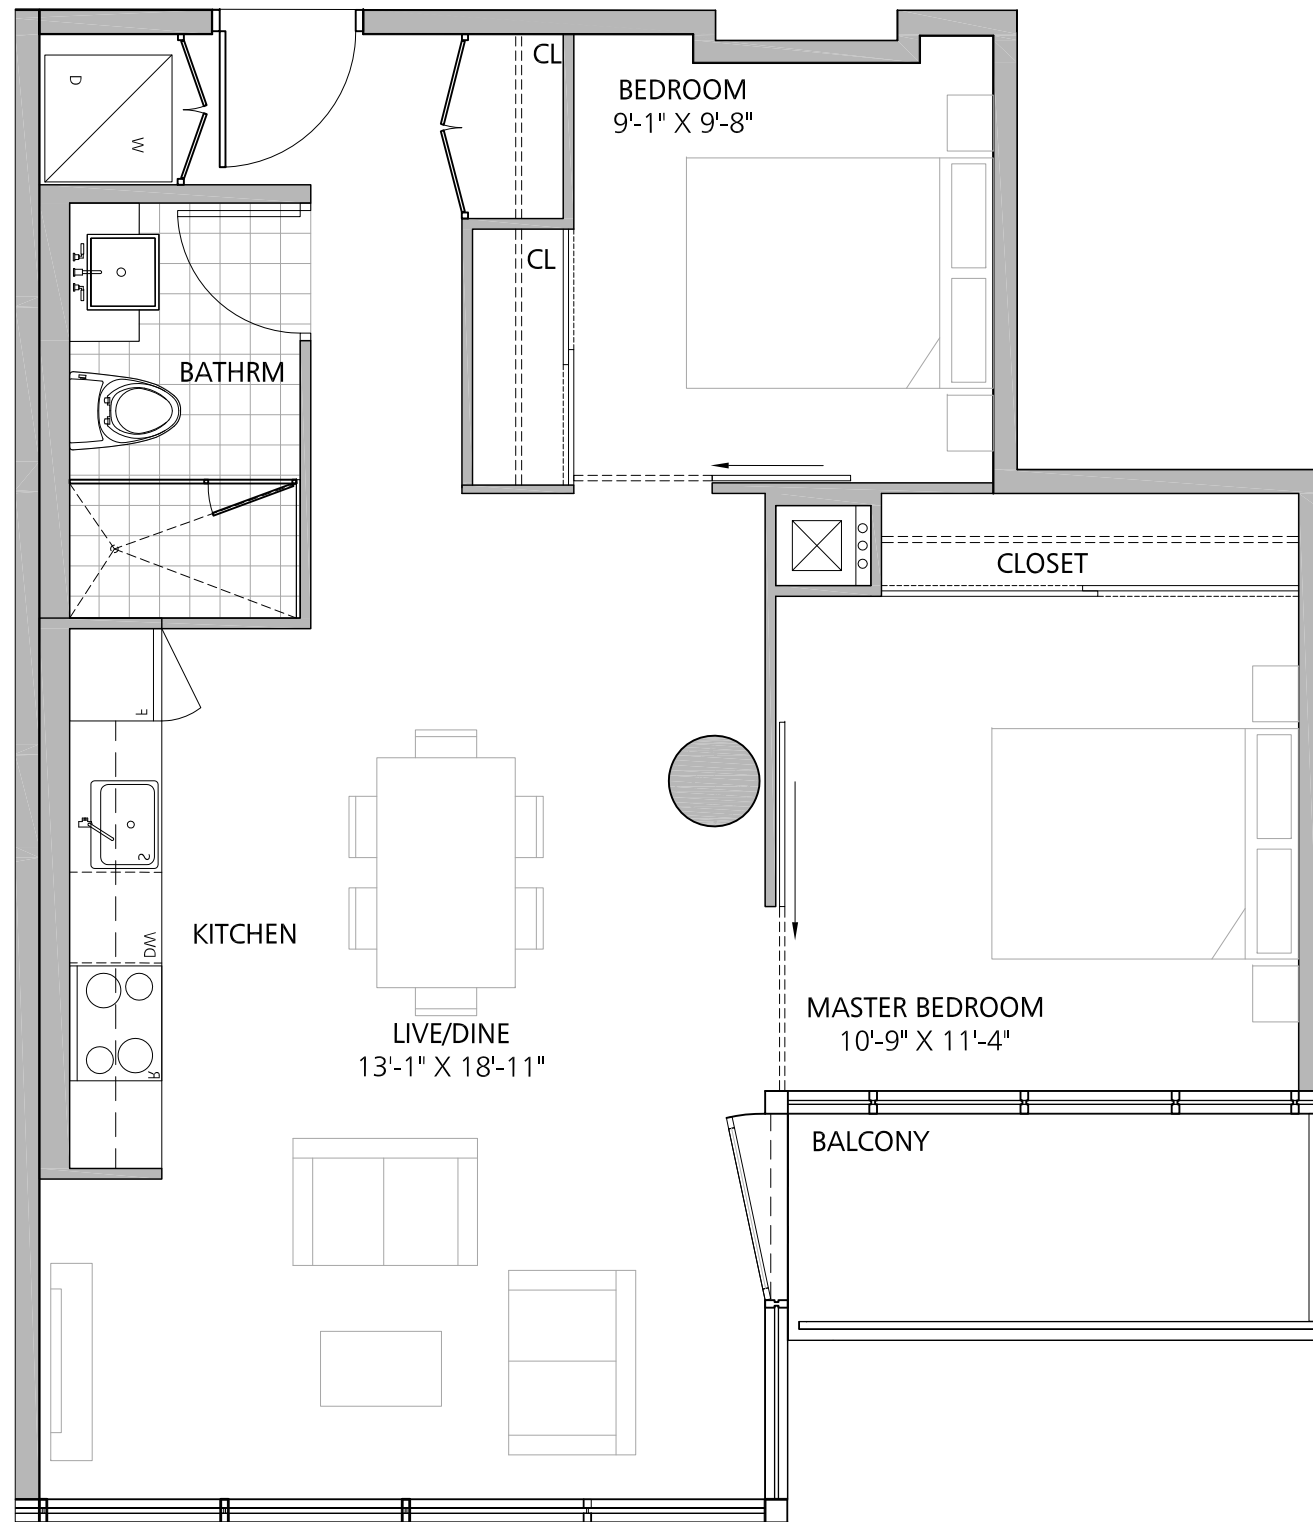 CL
BEDROOM
9'-1" X 9'-8"
D
W
CL
BATHRM
CLOSET
F
S
DW
KITCHEN
R
LIVE/DINE
13'-1" X 18'-11"
MASTER BEDROOM
10'-9" X 11'-4"
BALCONY